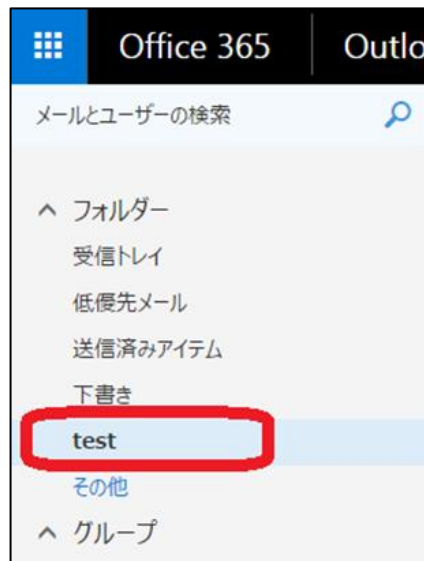 Office 365 Outlo
メールとユーザーの検索
フォルダー
受信トレイ
低優先メール
送信済みアイテム
下書き
test
その他
グループ